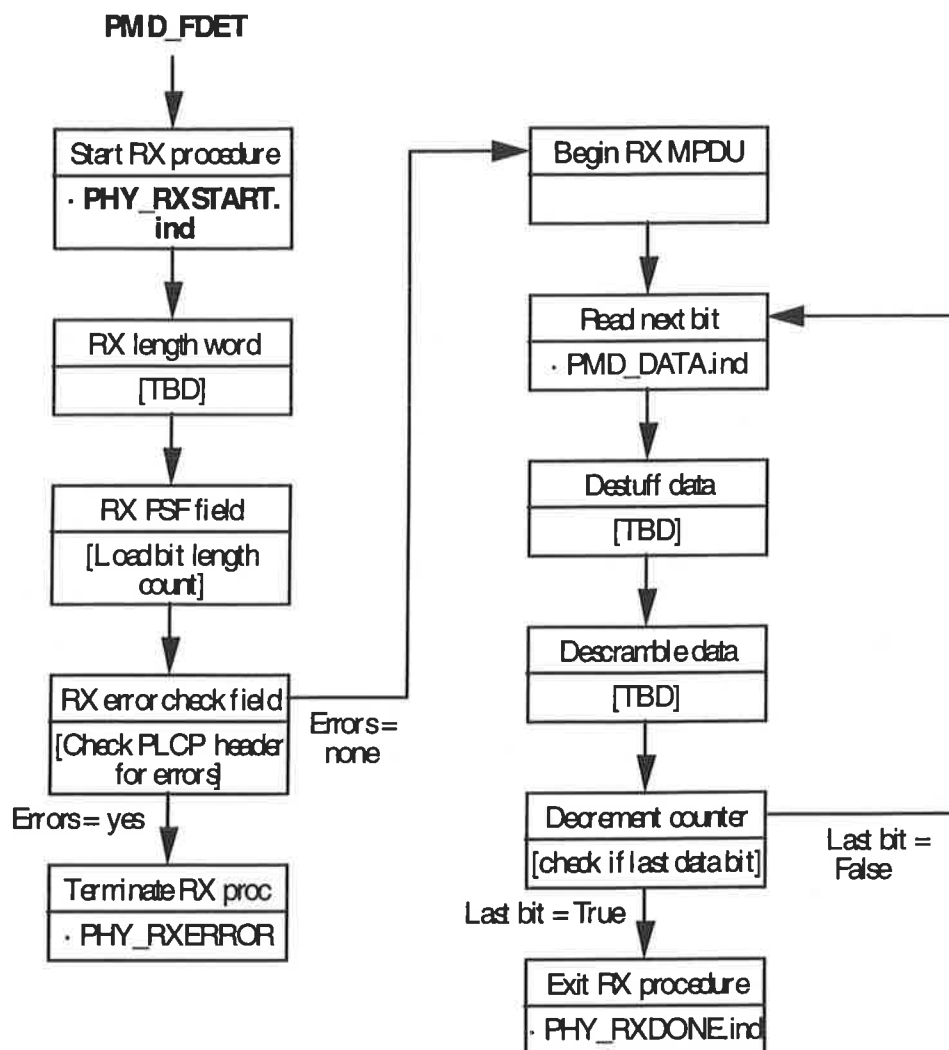 PMD_FDET
Start RX procedure
· PHY_RXSTART.
ind
RX length word
[TBD]
RX PSF field
[Load bit length
count]
RX error check field
[Check PLCP header
for errors]
Errors = yes
Errors =
none
Terminate RX proc
· PHY_RXERROR
Begin RX MPDU
Read next bit
· PMD_DATA.ind
Destuff data
[TBD]
Descramble data
[TBD]
Decrement counter
[check if last data bit]
Last bit =
False
Last bit = True
Exit RX procedure
· PHY_RXDONE.ind